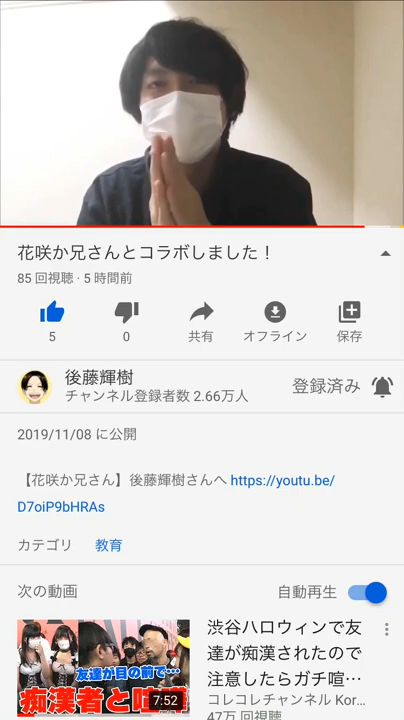 花咲か兄さんとコラボしました！
85 回視聴 · 5 時間前
5
0
共有
オフライン
保存
後藤輝樹
チャンネル登録者数 2.66万人
登録済み
2019/11/08 に公開
【花咲か兄さん】後藤輝樹さんへ https://youtu.be/
D7oiP9bHRAs
カテゴリ
教育
次の動画
自動再生
友達が目の前で…
痴漢者と喧
7:52
渋谷ハロウィンで友
達が痴漢されたので
注意したらガチ喧…
コレコレチャンネル Kor...
47万 回視聴